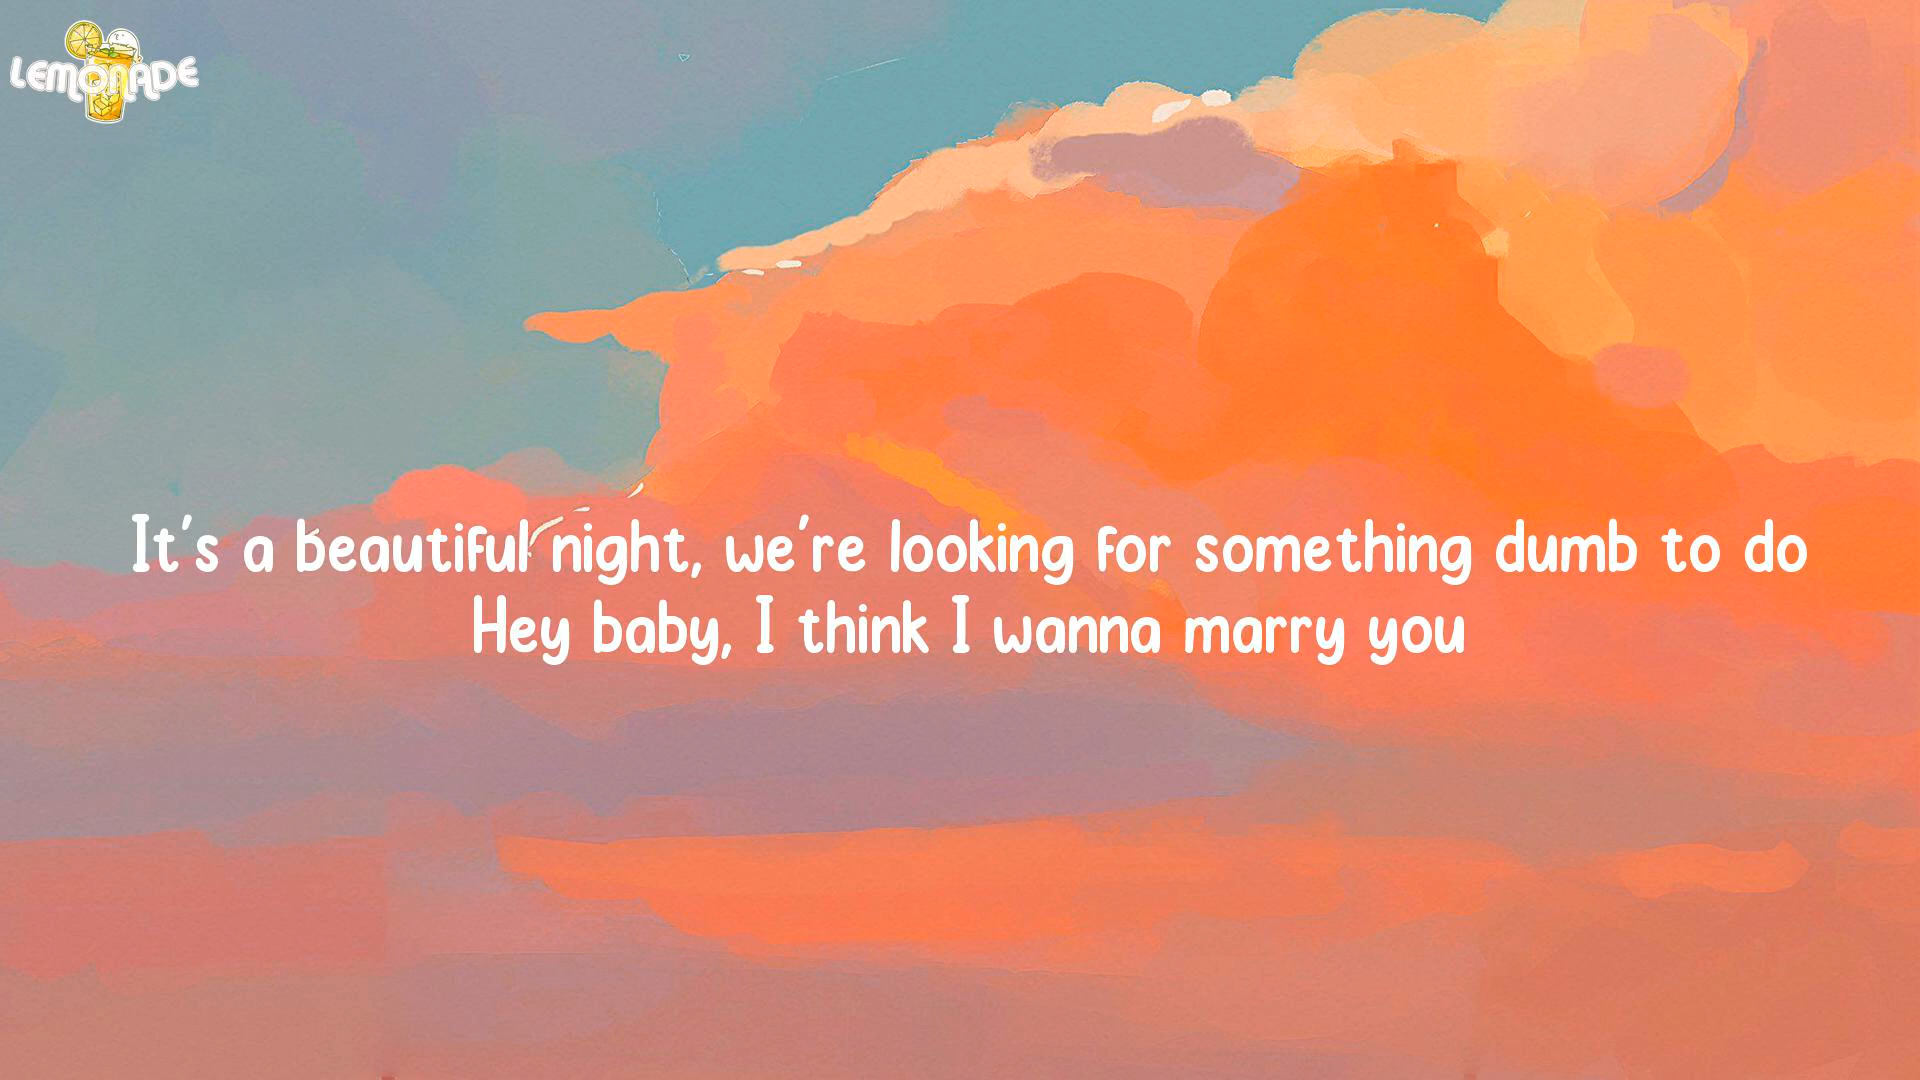 LEMONADE
It's a beautiful night, we're looking for something dumb to do
Hey baby, I think I wanna marry you